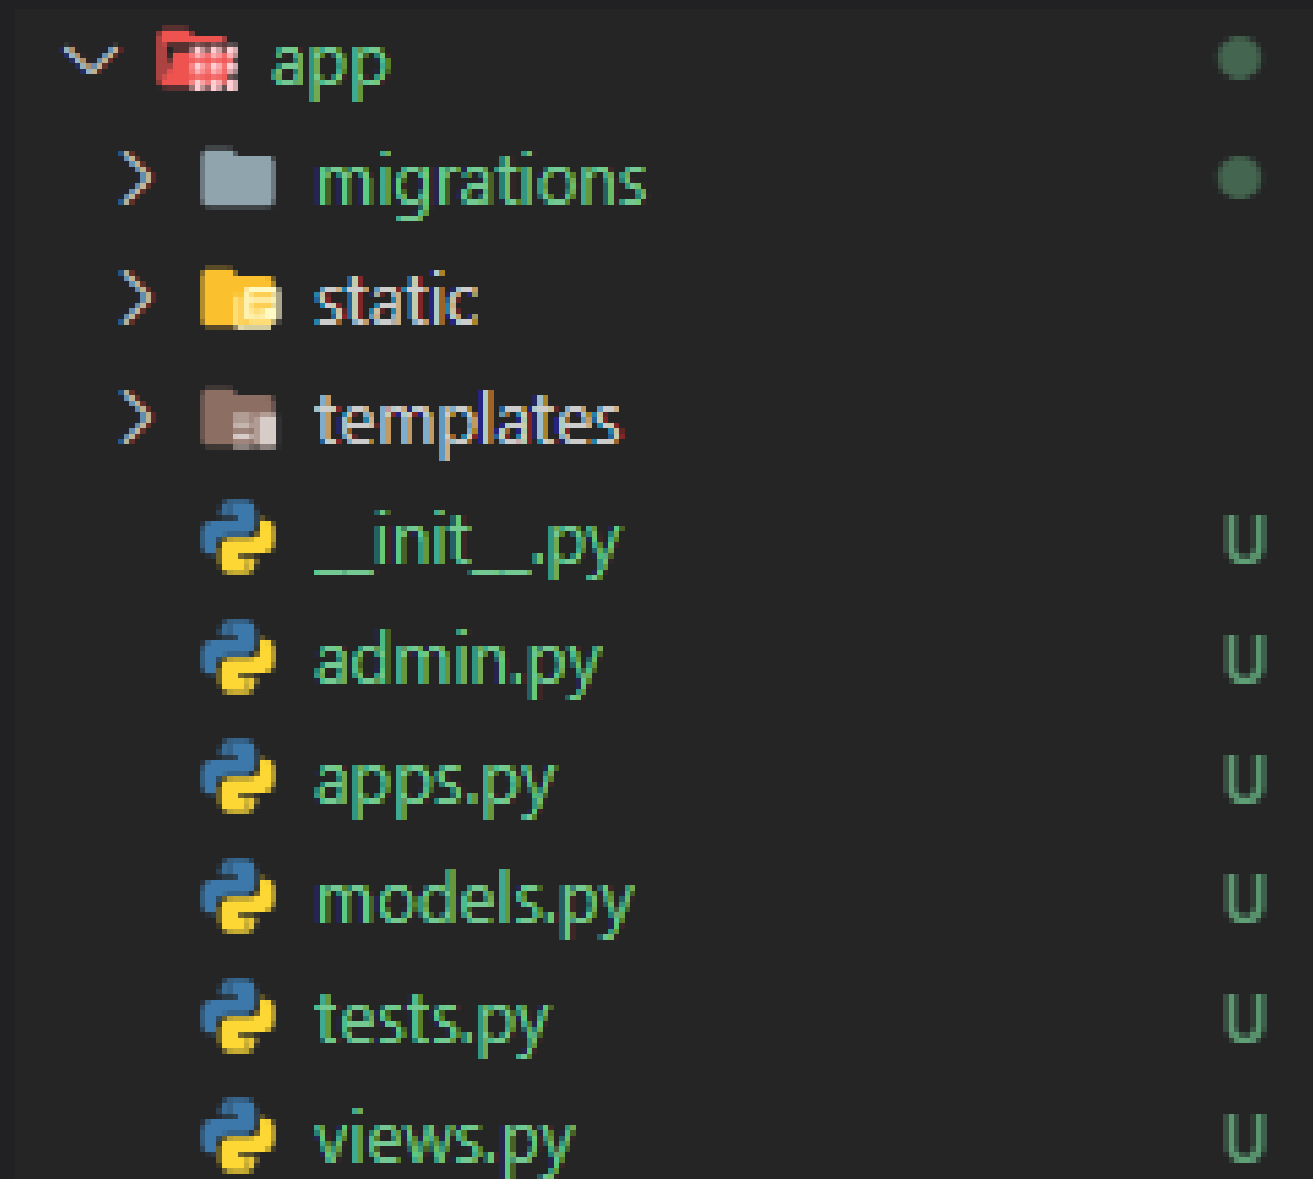 app
migrations
static
templates
__init__.py U
admin.py U
apps.py U
models.py U
tests.py U
views.py U